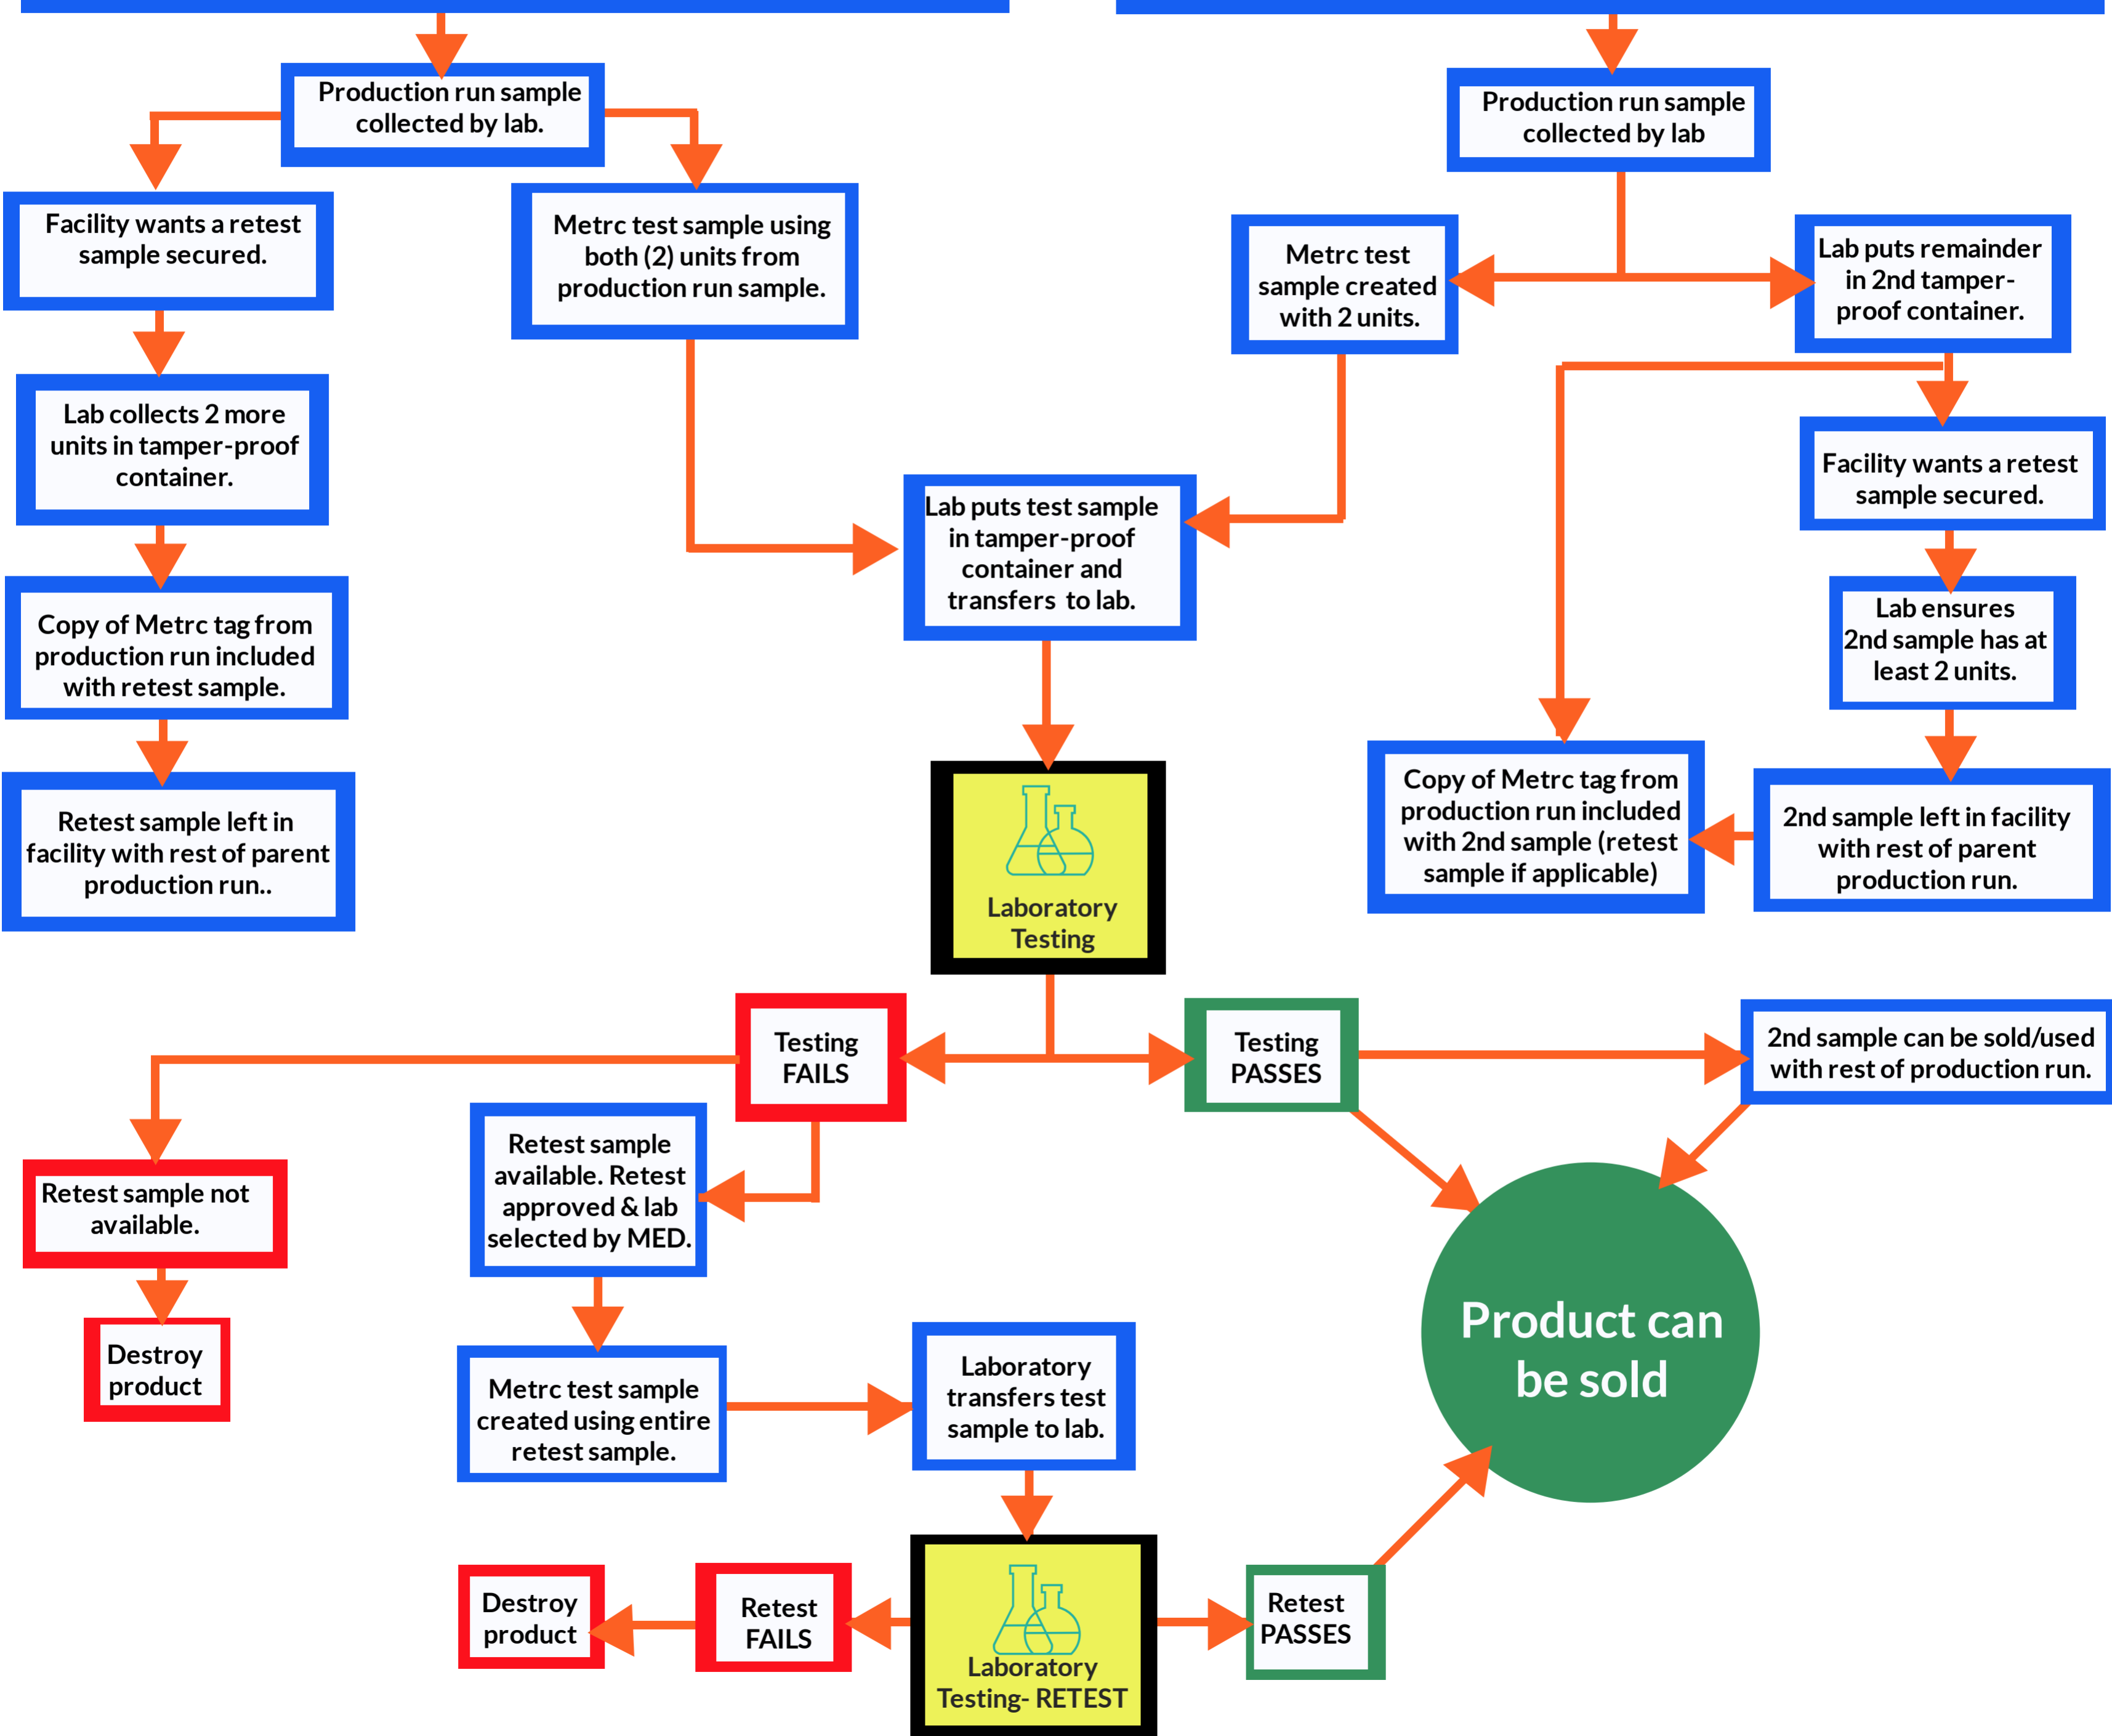 Production run sample
collected by lab.
Production run sample
collected by lab
Facility wants a retest
sample secured.
Metrc test sample using
both (2) units from
production run sample.
Metrc test
sample created
with 2 units.
Lab puts remainder
in 2nd tamper-
proof container.
Lab collects 2 more
units in tamper-proof
container.
Facility wants a retest
sample secured.
Lab puts test sample
in tamper-proof
container and
transfers to lab.
Copy of Metrc tag from
production run included
with retest sample.
Lab ensures
2nd sample has at
least 2 units.
Retest sample left in
facility with rest of parent
production run..
Copy of Metrc tag from
production run included
with 2nd sample (retest
sample if applicable)
2nd sample left in facility
with rest of parent
production run.
Laboratory
Testing
Testing
FAILS
Testing
PASSES
2nd sample can be sold/used
with rest of production run.
Retest sample
available. Retest
approved & lab
selected by MED.
Retest sample not
available.
Destroy
product
Product can
be sold
Metrc test sample
created using entire
retest sample.
Laboratory
transfers test
sample to lab.
Destroy
product
Retest
FAILS
Laboratory
Testing- RETEST
Retest
PASSES